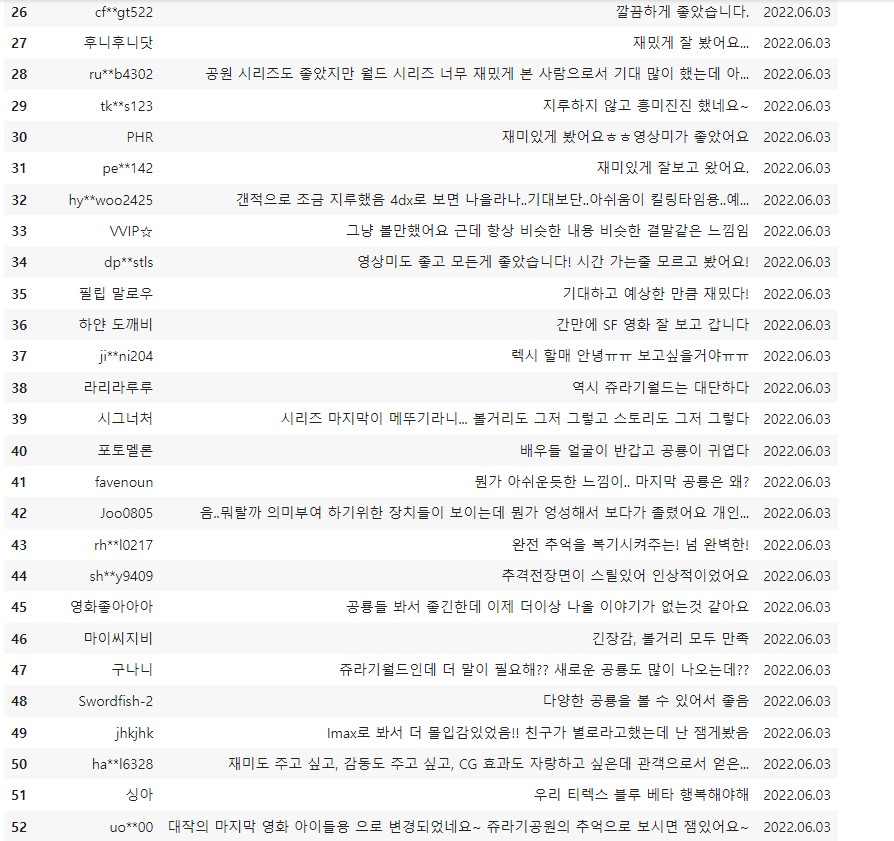 26 cf**gt522 깔끔하게 좋았습니다. 2022.06.03
27 후니후니닷 재밌게 잘 봤어요... 2022.06.03
28 ru**b4302 공원 시리즈도 좋았지만 월드 시리즈 너무 재밌게 본 사람으로서 기대 많이 했는데 아... 2022.06.03
29 tk**s123 지루하지 않고 흥미진진 했네요~ 2022.06.03
30 PHR 재미있게 봤어요ㅎㅎ영상미가 좋았어요 2022.06.03
31 pe**142 재미있게 잘보고 왔어요. 2022.06.03
32 hy**woo2425 갠적으로 조금 지루했음 4dx로 보면 나을라나..기대보단..아쉬움이 킬링타임용..예... 2022.06.03
33 VVIP☆ 그냥 볼만했어요 근데 항상 비슷한 내용 비슷한 결말같은 느낌임 2022.06.03
34 dp**stls 영상미도 좋고 모든게 좋았습니다! 시간 가는줄 모르고 봤어요! 2022.06.03
35 필립 말로우 기대하고 예상한 만큼 재밌다! 2022.06.03
36 하얀 도깨비 간만에 SF 영화 잘 보고 갑니다 2022.06.03
37 ji**ni204 렉시 할매 안녕ㅠㅠ 보고싶을거야ㅠㅠ 2022.06.03
38 라리라루루 역시 쥬라기월드는 대단하다 2022.06.03
39 시그너처 시리즈 마지막이 메뚜기라니... 볼거리도 그저 그렇고 스토리도 그저 그렇다 2022.06.03
40 포토멜론 배우들 얼굴이 반갑고 공룡이 귀엽다 2022.06.03
41 favenoun 뭔가 아쉬운듯한 느낌이.. 마지막 공룡은 왜? 2022.06.03
42 Joo0805 음..뭐랄까 의미부여 하기위한 장치들이 보이는데 뭔가 엉성해서 보다가 졸렸어요 개인... 2022.06.03
43 rh**l0217 완전 추억을 복기시켜주는! 넘 완벽한! 2022.06.03
44 sh**y9409 추격전장면이 스릴있어 인상적이었어요 2022.06.03
45 영화좋아아아 공룡들 봐서 좋긴한데 이제 더이상 나올 이야기가 없는것 같아요 2022.06.03
46 마이씨지비 긴장감, 볼거리 모두 만족 2022.06.03
47 구나니 쥬라기월드인데 더 말이 필요해?? 새로운 공룡도 많이 나오는데?? 2022.06.03
48 Swordfish-2 다양한 공룡을 볼 수 있어서 좋음 2022.06.03
49 jhkjhk Imax로 봐서 더 몰입감있었음!! 친구가 별로라고했는데 난 잼게봤음 2022.06.03
50 ha**l6328 재미도 주고 싶고, 감동도 주고 싶고, CG 효과도 자랑하고 싶은데 관객으로서 얻은... 2022.06.03
51 싱아 우리 티렉스 블루 베타 행복해야해 2022.06.03
52 uo**00 대작의 마지막 영화 아이들용 으로 변경되었네요~ 쥬라기공원의 추억으로 보시면 잼있어요~ 2022.06.03